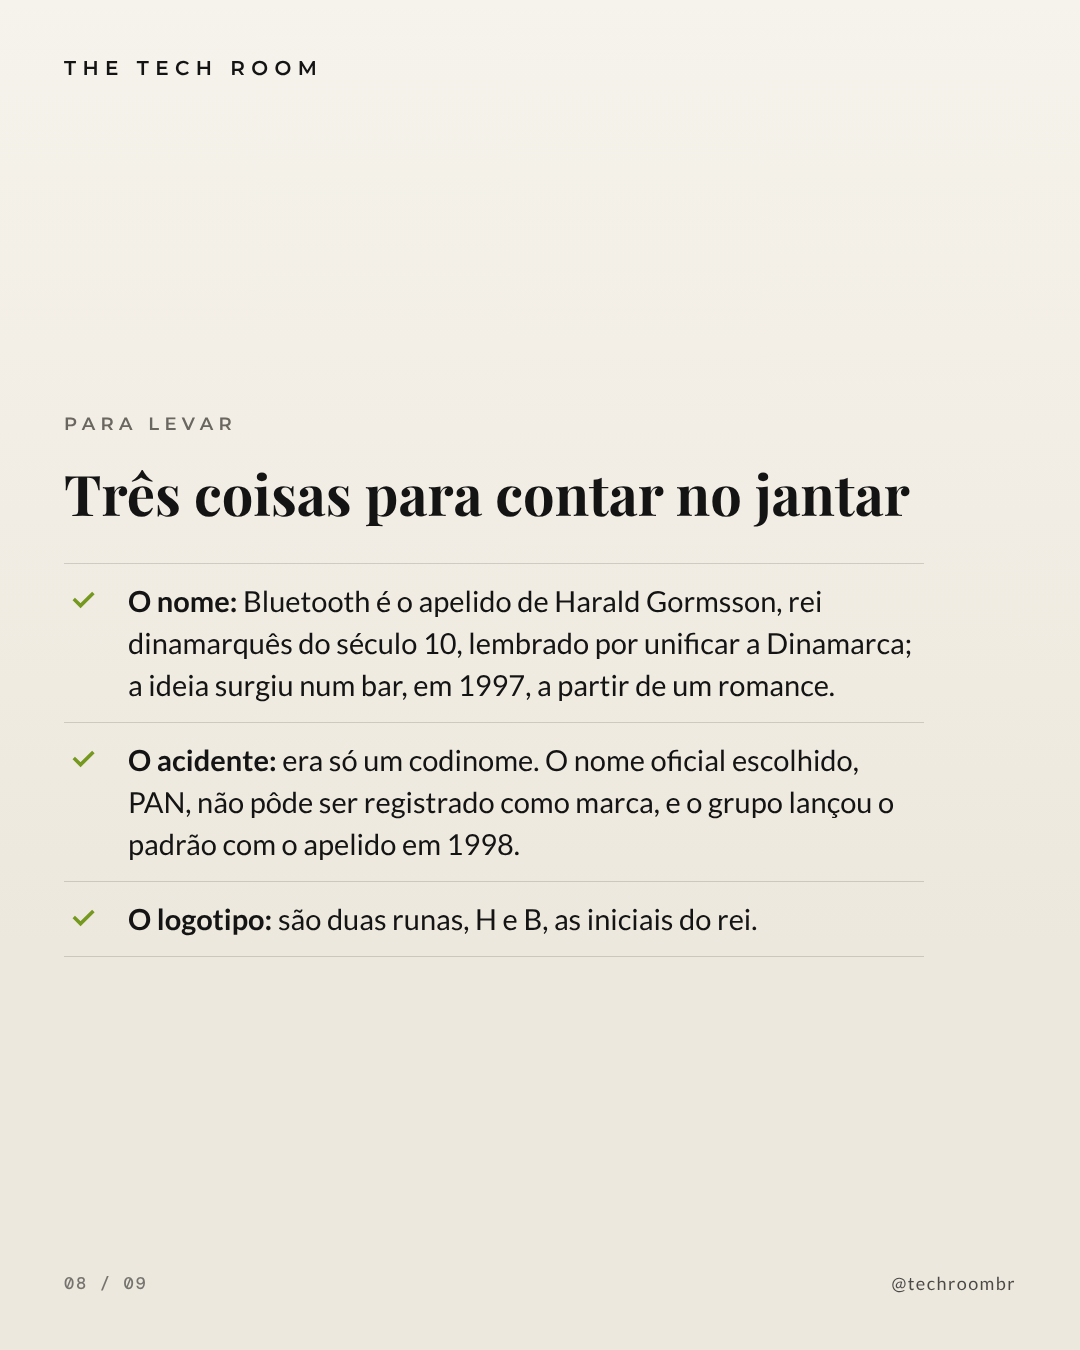 THE TECH ROOM
PARA LEVAR
Três coisas para contar no jantar
O nome: Bluetooth é o apelido de Harald Gormsson, rei
dinamarquês do século 10, lembrado por unificar a Dinamarca;
a ideia surgiu num bar, em 1997, a partir de um romance.
O acidente: era só um codinome. O nome oficial escolhido,
PAN, não pôde ser registrado como marca, e o grupo lançou o
padrão com o apelido em 1998.
O logotipo: são duas runas, H e B, as iniciais do rei.
08 / 09
@techroombr